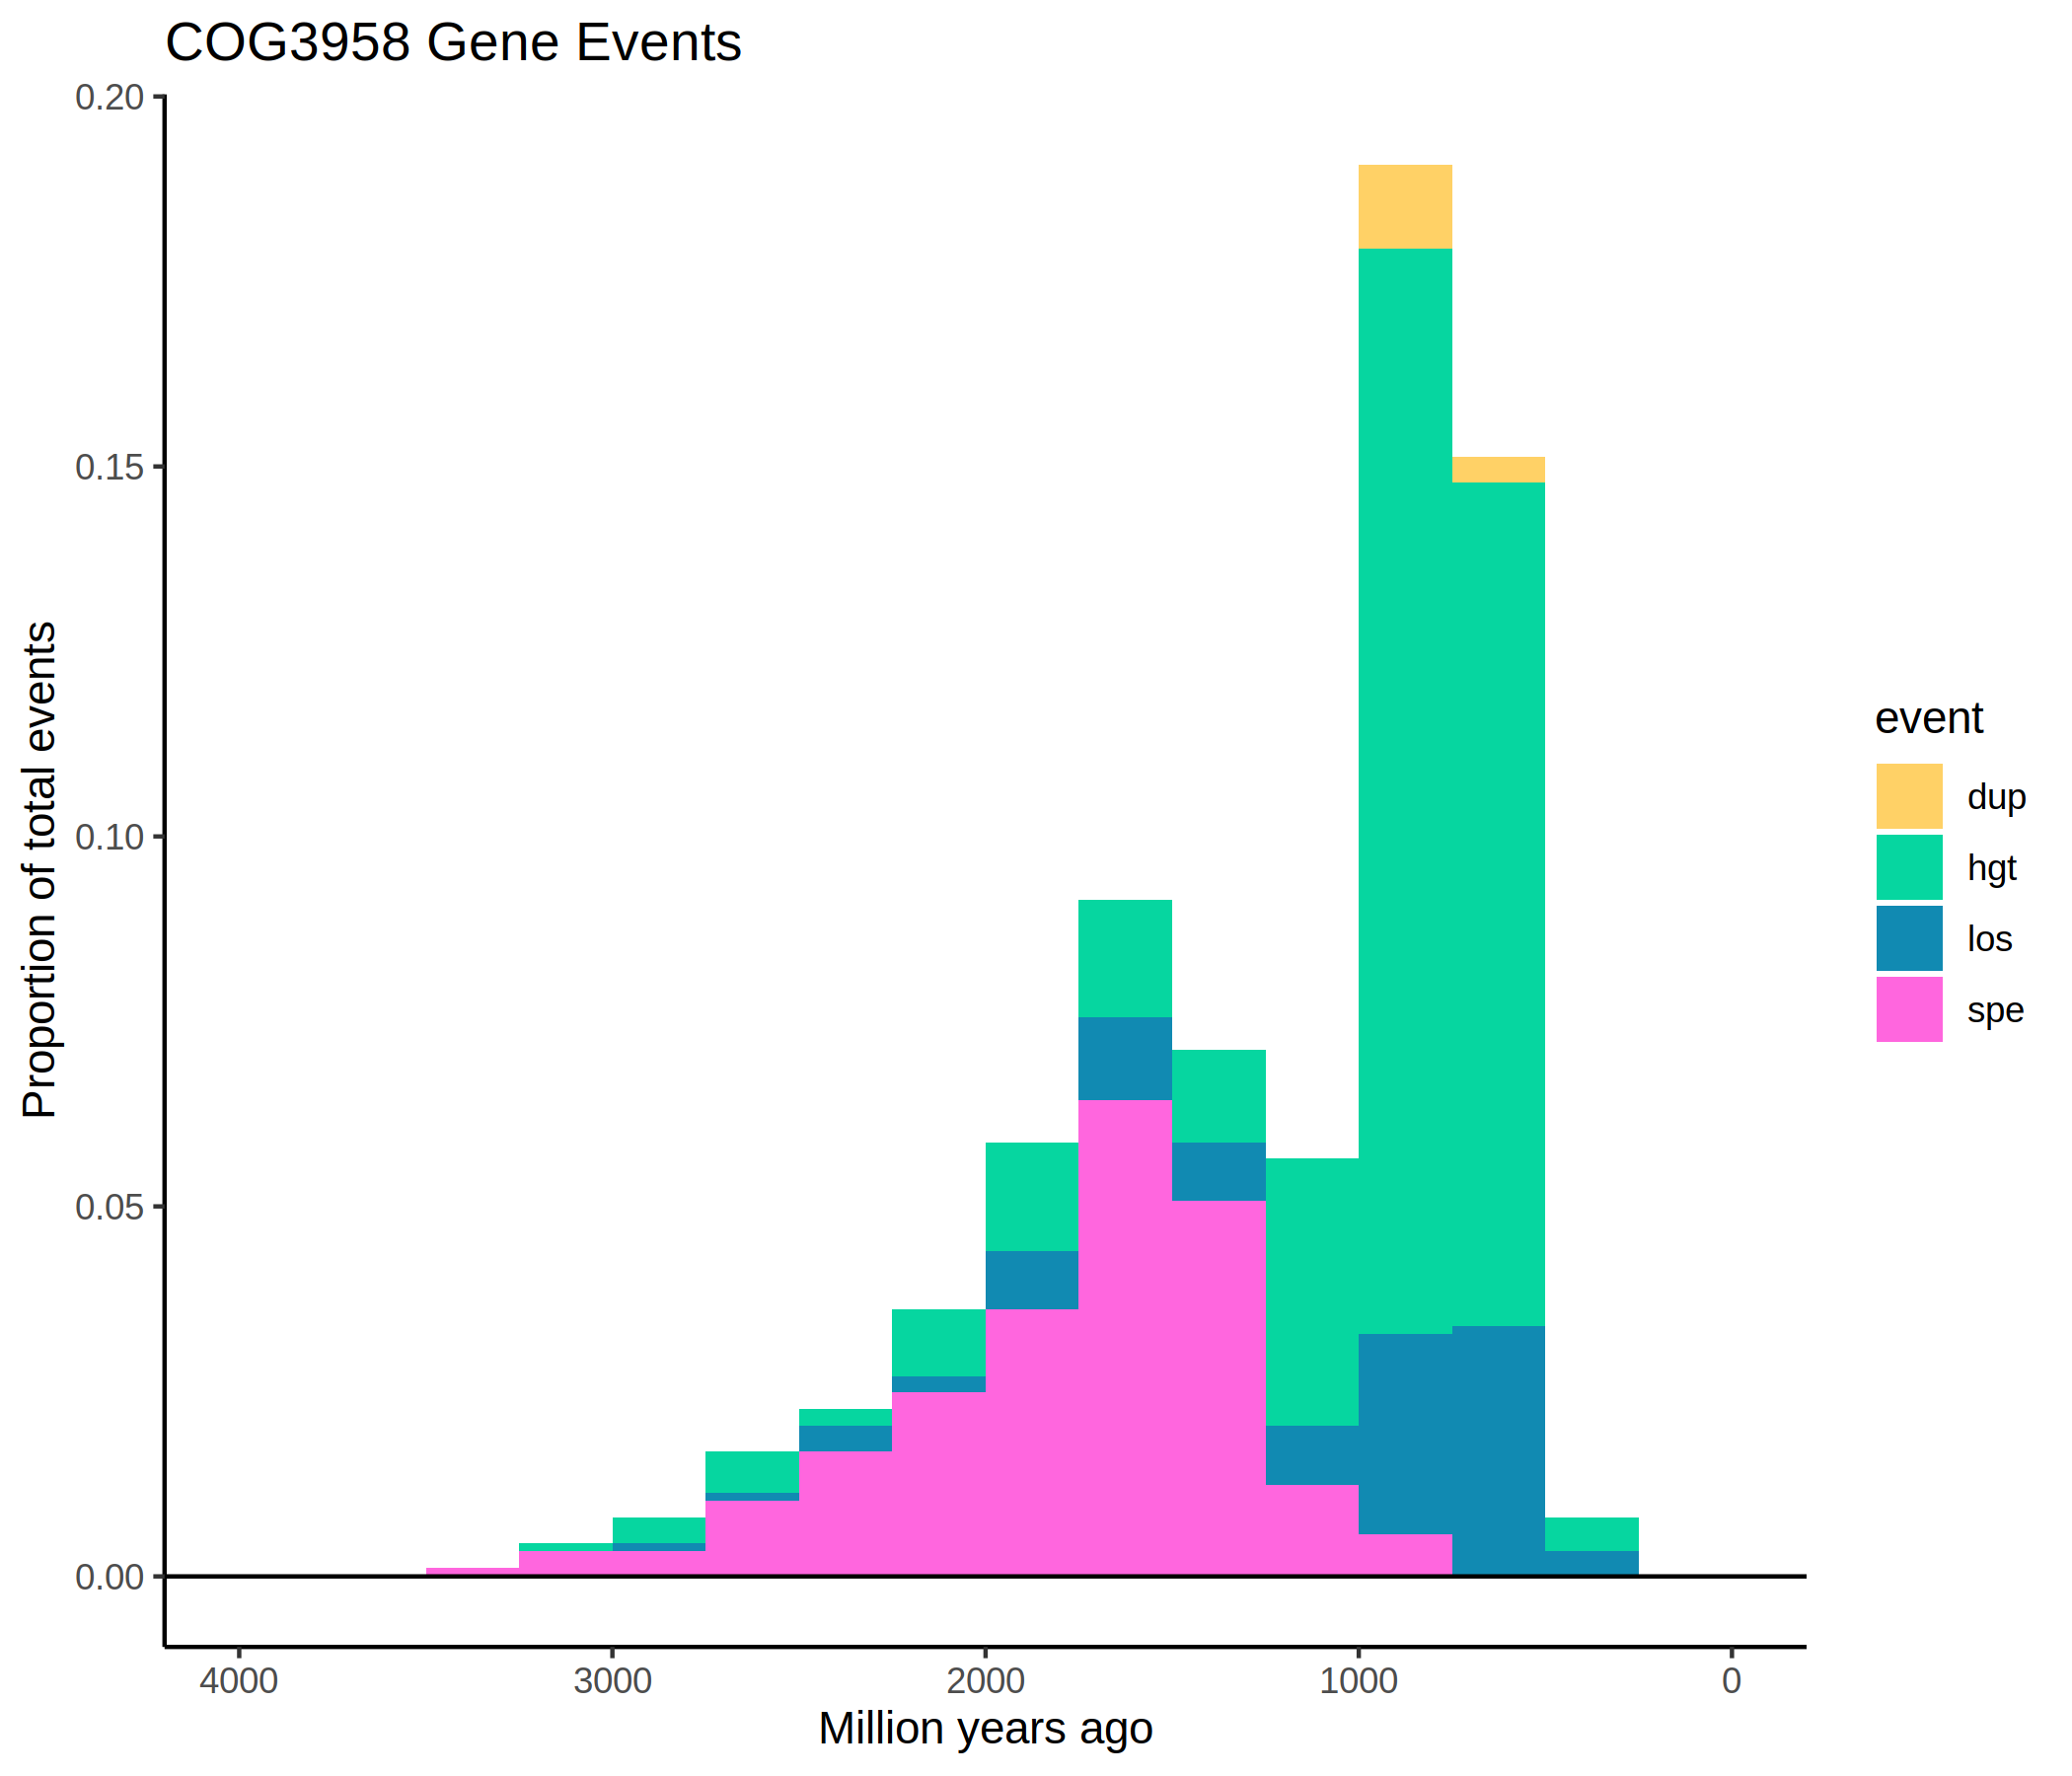 COG3958 Gene Events
0.20
0.15
0.10
0.05
0.00
Proportion of total events
4000 3000 2000 1000 0
Million years ago
event
dup
hgt
los
spe